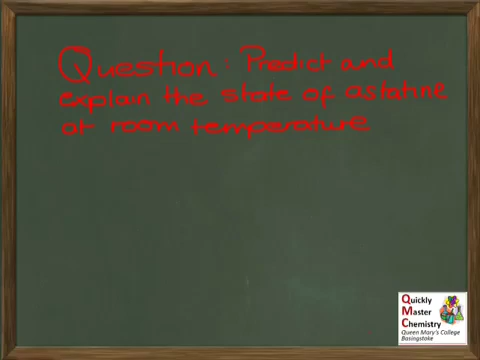 Question: Predict and
explain the state of astatine
at room temperature
Quickly
Master
Chemistry
Queen Mary's College
Basingstoke